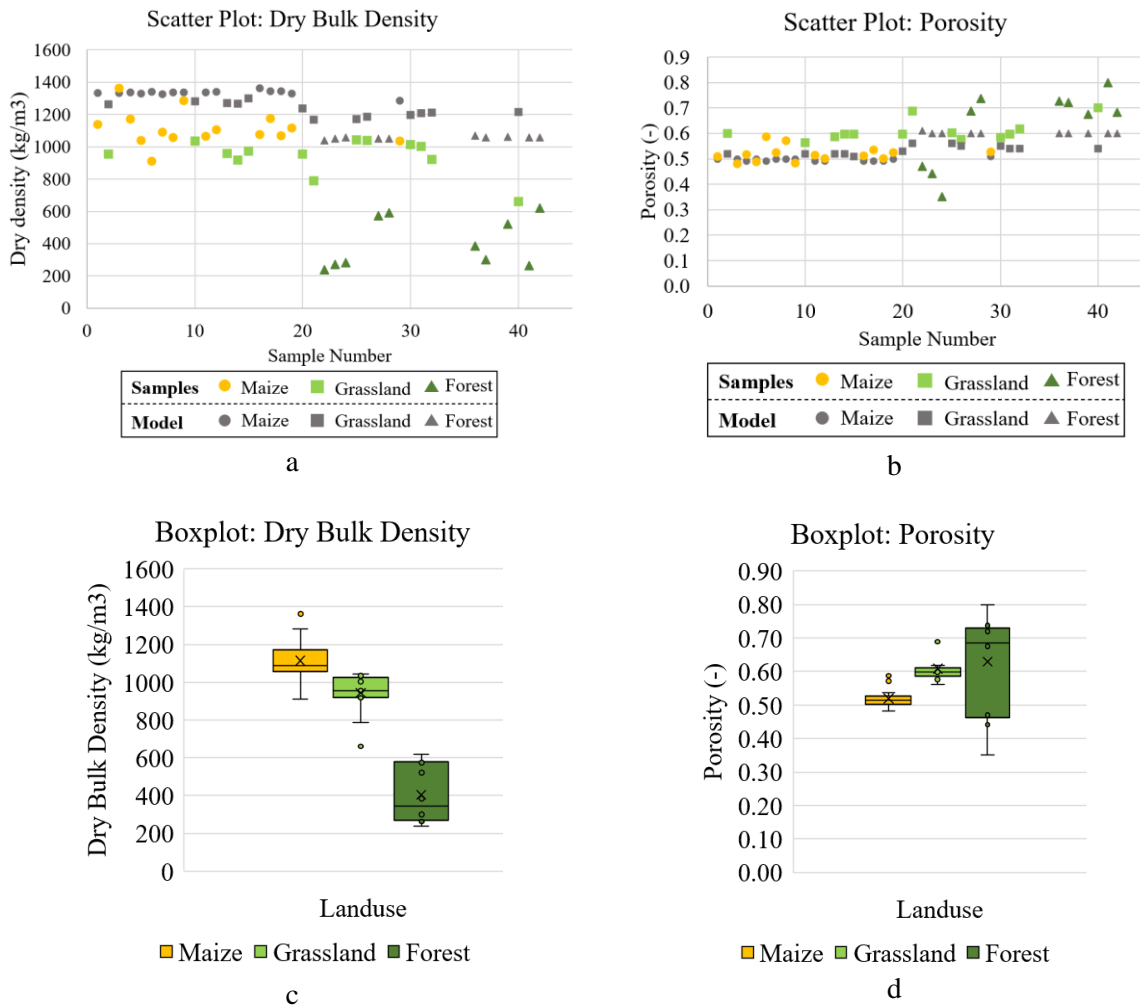 Scatter Plot: Dry Bulk Density
1600
1400
1200
1000
800
600
400
200
0
Dry density (kg/m3)
0 10 20 30 40
Sample Number
Samples Maize Grassland Forest
Model Maize Grassland Forest
a
Scatter Plot: Porosity
0.9
0.8
0.7
0.6
0.5
0.4
0.3
0.2
0.1
0.0
Porosity (-)
0 10 20 30 40
Sample Number
Samples Maize Grassland Forest
Model Maize Grassland Forest
b
Boxplot: Dry Bulk Density
1600
1400
1200
1000
800
600
400
200
0
Dry Bulk Density (kg/m3)
Landuse
Maize Grassland Forest
c
Boxplot: Porosity
0.90
0.80
0.70
0.60
0.50
0.40
0.30
0.20
0.10
0.00
Porosity (-)
Landuse
Maize Grassland Forest
d